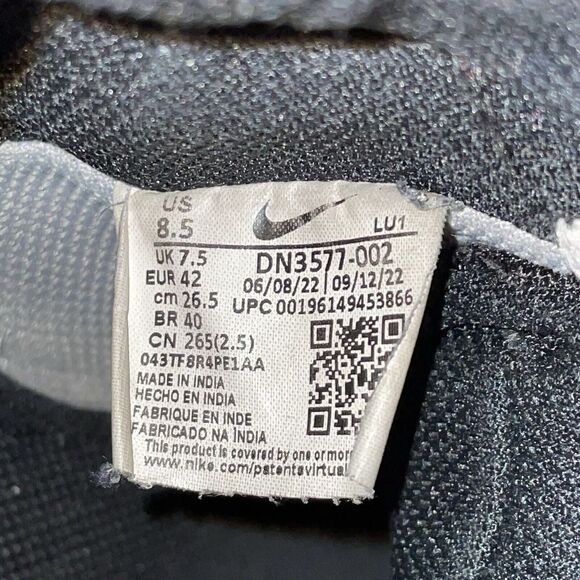 US
8.5
LU1
UK 7.5
DN3577-002
EUR 42
06/08/22 | 09/12/22
cm 26.5
UPC 00196149453866
BR 40
CN 265(2.5)
043TF8R4PE1AA
MADE IN INDIA
HECHO EN INDIA
FABRIQUE EN INDE
FABRICADO NA ÍNDIA
This product is covered by one or more
www.nike.com/patentsvirtual